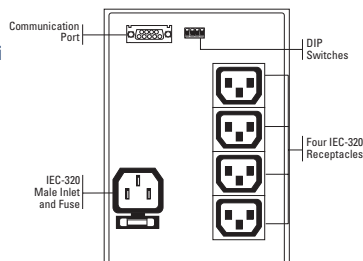 Communication
Port
DIP
Switches
Four IEC-320
Receptacles
IEC-320
Male Inlet
and Fuse